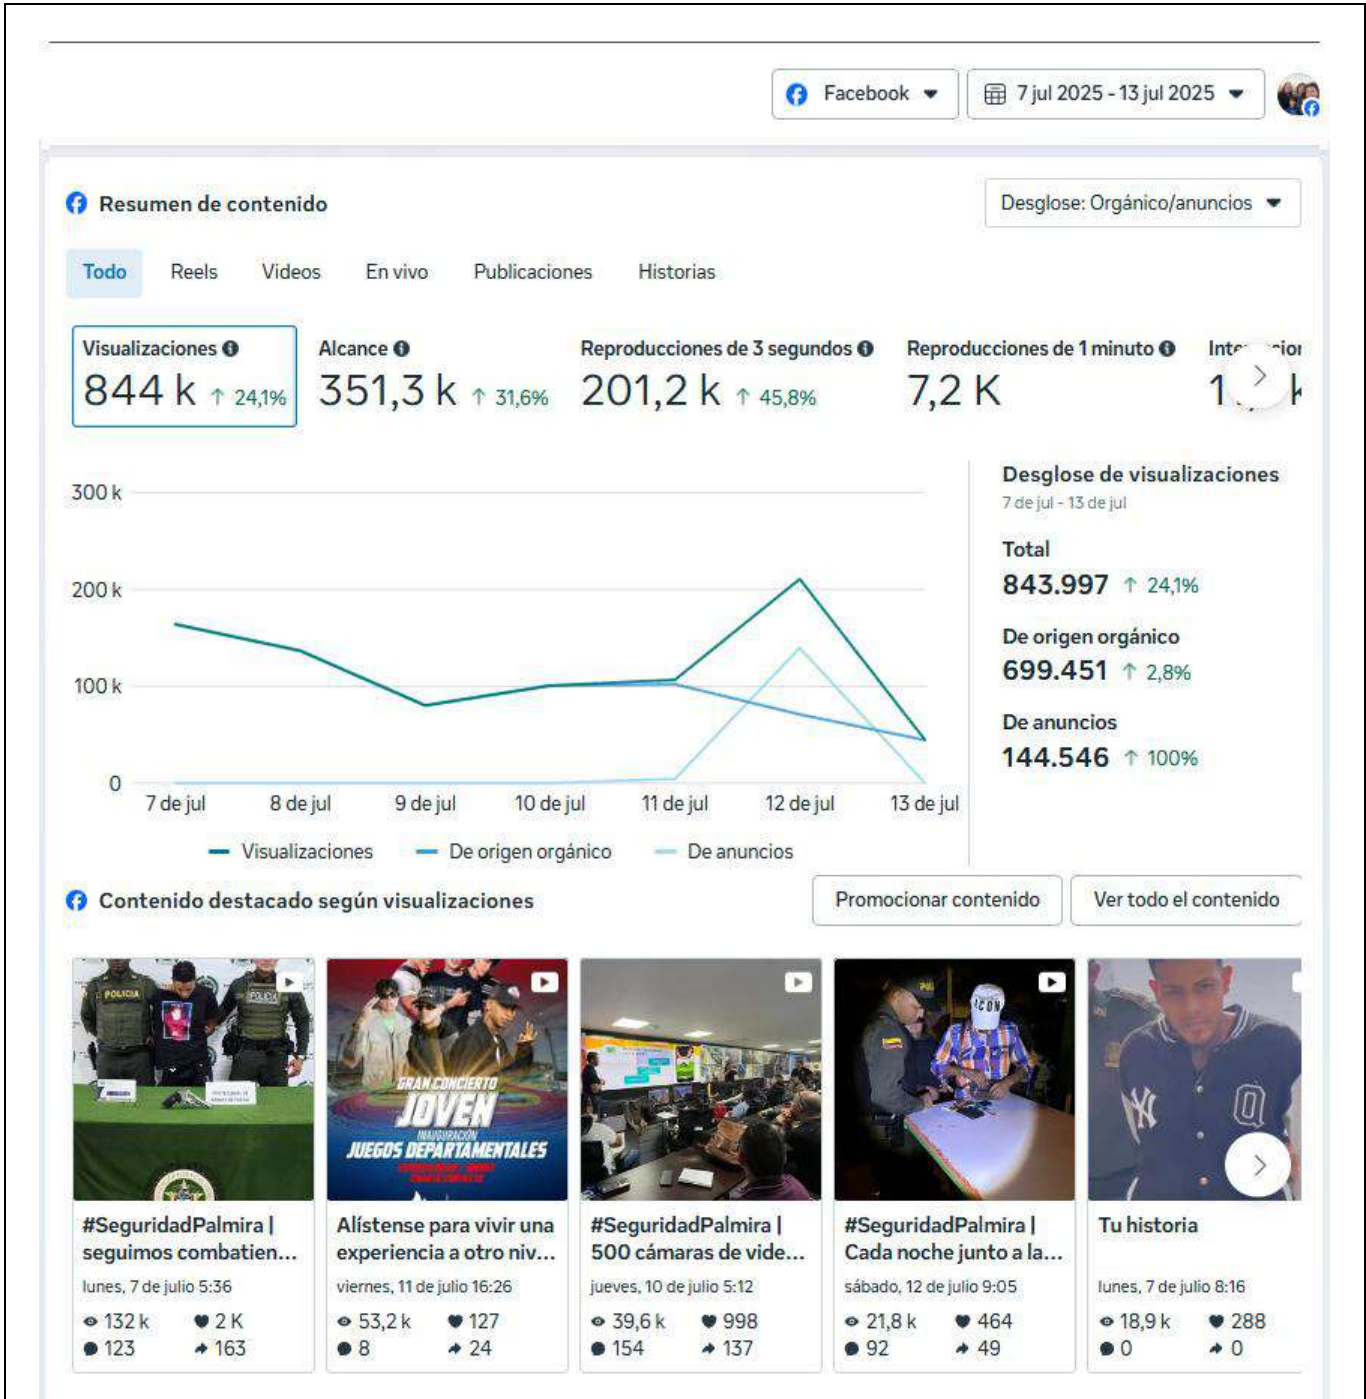 Facebook
7 jul 2025 - 13 jul 2025
Resumen de contenido
Desglose: Orgánico/anuncios
Todo Reels Videos En vivo Publicaciones Historias
Visualizaciones Alcance Reproducciones de 3 segundos Reproducciones de 1 minuto
844 k ↑ 24,1% 351,3 k ↑ 31,6% 201,2 k ↑ 45,8% 7,2 K
Desglose de visualizaciones
7 de jul - 13 de jul
Total
843.997 ↑ 24,1%
De origen orgánico
699.451 ↑ 2,8%
De anuncios
144.546 ↑ 100%
300 k
200 k
100 k
0
7 de jul 8 de jul 9 de jul 10 de jul 11 de jul 12 de jul 13 de jul
Visualizaciones De origen orgánico De anuncios
Contenido destacado según visualizaciones
Promocionar contenido
Ver todo el contenido
POLICIA
POLICIA
GRAN CONCIERTO
JOVEN
INAUGURACIÓN
JUEGOS DEPARTAMENTALES
ICON
NY
Q
#SeguridadPalmira |
seguimos combatien...
lunes, 7 de julio 5:36
132 k 2 K
123 163
Alístense para vivir una
experiencia a otro niv...
viernes, 11 de julio 16:26
53,2 k 127
8 24
#SeguridadPalmira |
500 cámaras de vide...
jueves, 10 de julio 5:12
39,6 k 998
154 137
#SeguridadPalmira |
Cada noche junto a la...
sábado, 12 de julio 9:05
21,8 k 464
92 49
Tu historia
lunes, 7 de julio 8:16
18,9 k 288
0 0